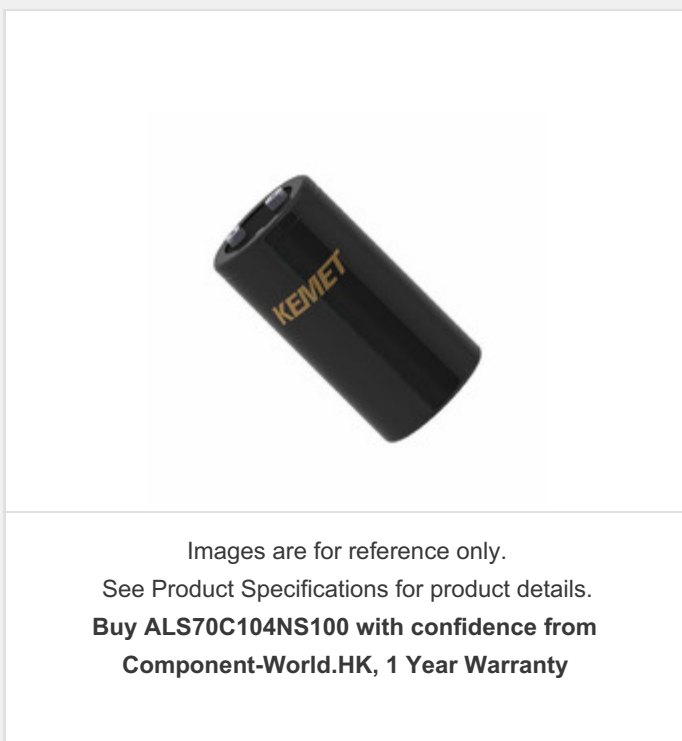 KEMET
Images are for reference only.
See Product Specifications for product details.
Buy ALS70C104NS100 with confidence from
Component-World.HK, 1 Year Warranty